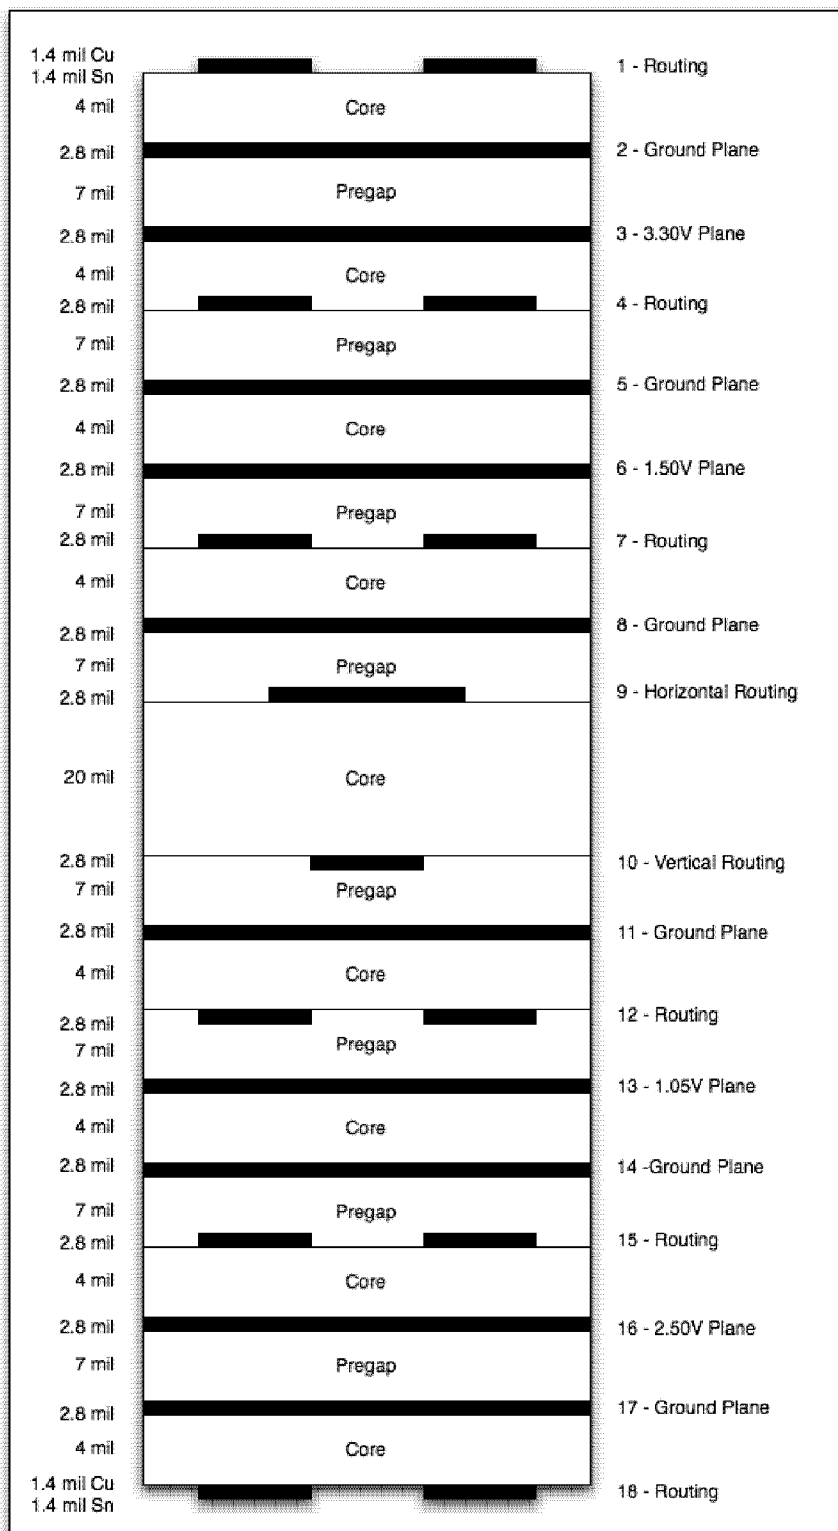 1.4 mil Cu
1 - Routing
1.4 mil Sn
4 mil
Core
2.8 mil
2 - Ground Plane
7 mil
Pregap
2.8 mil
3 - 3.30V Plane
4 mil
Core
2.8 mil
4 - Routing
7 mil
Pregap
2.8 mil
5 - Ground Plane
4 mil
Core
2.8 mil
6 - 1.50V Plane
7 mil
Pregap
2.8 mil
7 - Routing
4 mil
Core
2.8 mil
8 - Ground Plane
7 mil
Pregap
2.8 mil
9 - Horizontal Routing
20 mil
Core
2.8 mil
10 - Vertical Routing
7 mil
Pregap
2.8 mil
11 - Ground Plane
4 mil
Core
2.8 mil
12 - Routing
7 mil
Pregap
2.8 mil
13 - 1.05V Plane
4 mil
Core
2.8 mil
14 -Ground Plane
7 mil
Pregap
2.8 mil
15 - Routing
4 mil
Core
2.8 mil
16 - 2.50V Plane
7 mil
Pregap
2.8 mil
17 - Ground Plane
4 mil
Core
1.4 mil Cu
18 - Routing
1.4 mil Sn